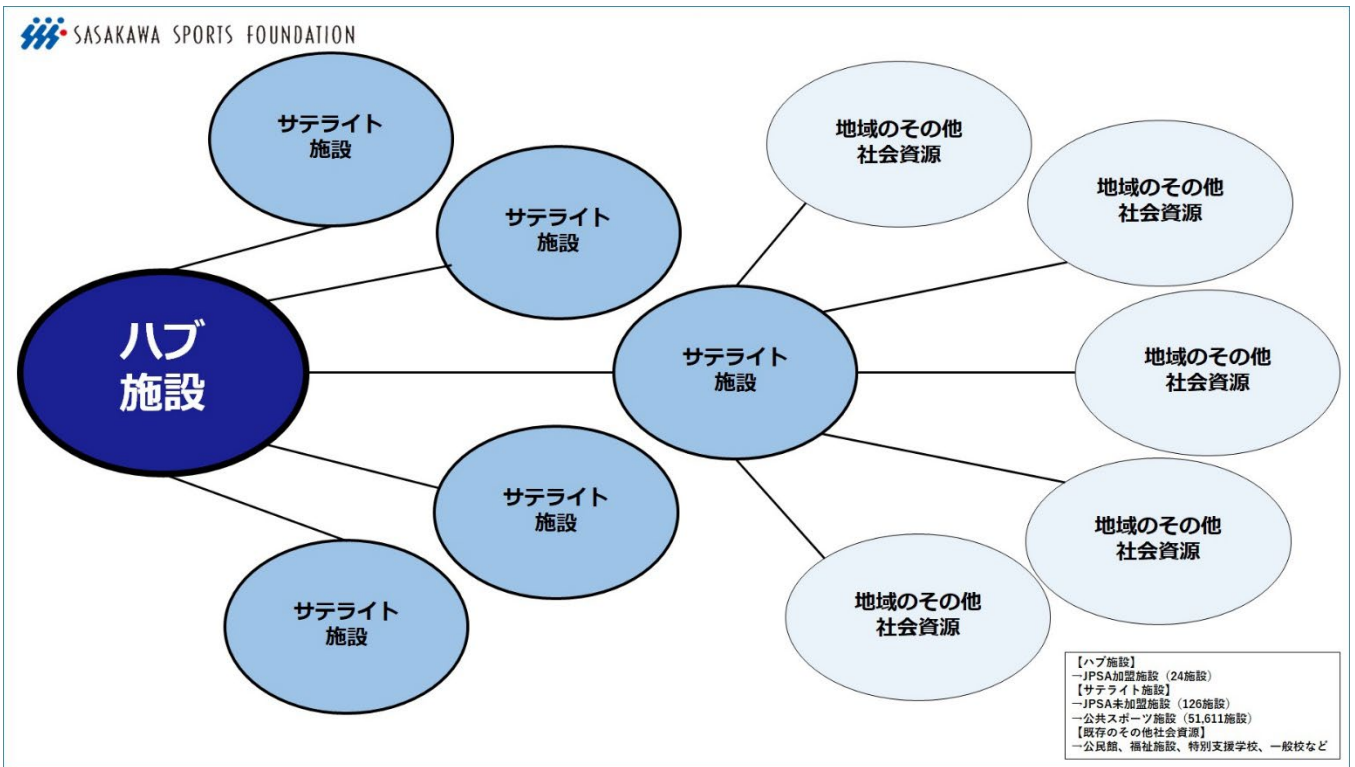 SASAKAWA SPORTS FOUNDATION
サテライト
施設
サテライト
施設
ハブ
施設
サテライト
施設
サテライト
施設
サテライト
施設
地域のその他
社会資源
地域のその他
社会資源
地域のその他
社会資源
地域のその他
社会資源
地域のその他
社会資源
【ハブ施設】
→JPSA加盟施設（24施設）
【サテライト施設】
→JPSA未加盟施設（126施設）
→公共スポーツ施設（51,611施設）
【既存のその他社会資源】
→公民館、福祉施設、特別支援学校、一般校など